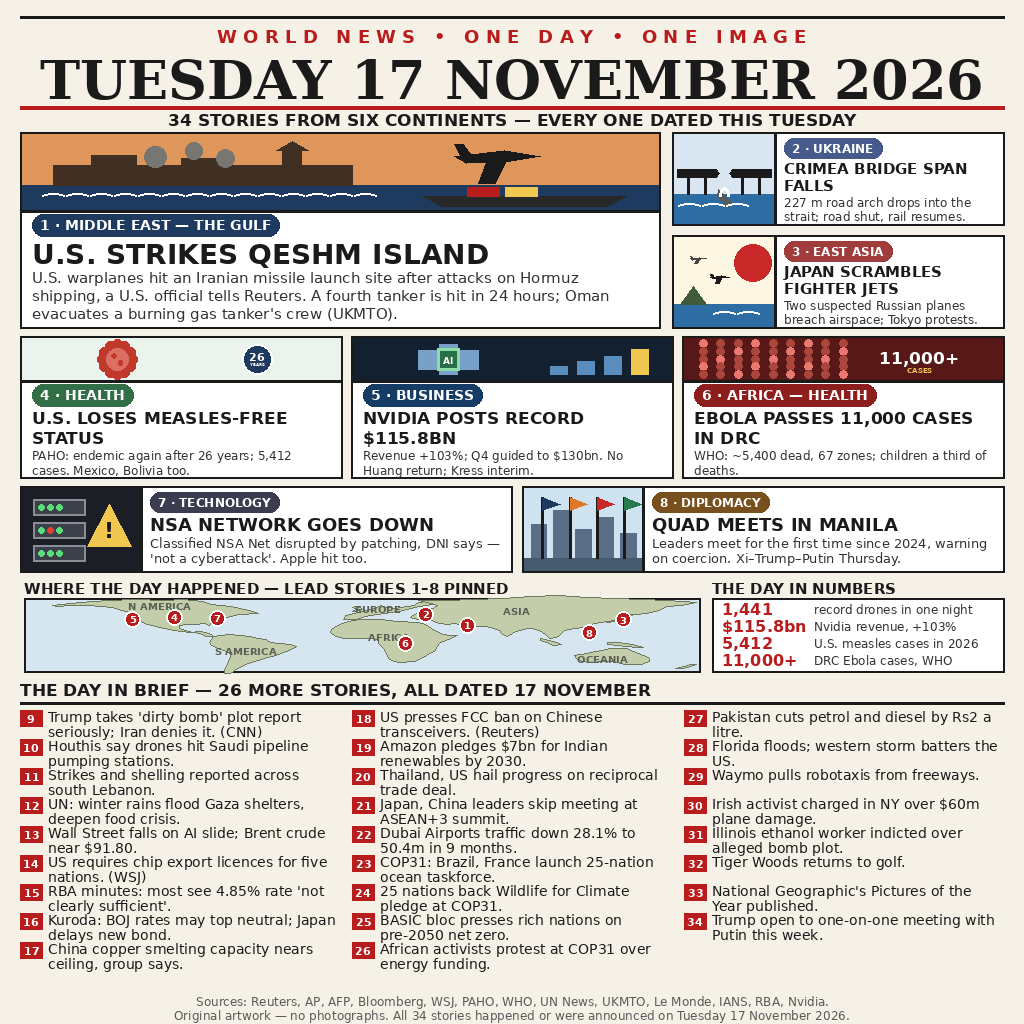 WORLD NEWS • ONE DAY • ONE IMAGE
TUESDAY 17 NOVEMBER 2026
34 STORIES FROM SIX CONTINENTS — EVERY ONE DATED THIS TUESDAY
1 · MIDDLE EAST — THE GULF
U.S. STRIKES QESHM ISLAND
U.S. warplanes hit an Iranian missile launch site after attacks on Hormuz
shipping, a U.S. official tells Reuters. A fourth tanker is hit in 24 hours; Oman
evacuates a burning gas tanker's crew (UKMTO).
2 · UKRAINE
CRIMEA BRIDGE SPAN
FALLS
227 m road arch drops into the
strait; road shut, rail resumes.
3 · EAST ASIA
JAPAN SCRAMBLES
FIGHTER JETS
Two suspected Russian planes
breach airspace; Tokyo protests.
26
YEARS
4 · HEALTH
U.S. LOSES MEASLES-FREE
STATUS
PAHO: endemic again after 26 years; 5,412
cases. Mexico, Bolivia too.
AI
5 · BUSINESS
NVIDIA POSTS RECORD
$115.8BN
Revenue +103%; Q4 guided to $130bn. No
Huang return; Kress interim.
11,000+
CASES
6 · AFRICA — HEALTH
EBOLA PASSES 11,000 CASES
IN DRC
WHO: ~5,400 dead, 67 zones; children a third of
deaths.
!
7 · TECHNOLOGY
NSA NETWORK GOES DOWN
Classified NSA Net disrupted by patching, DNI says —
'not a cyberattack'. Apple hit too.
8 · DIPLOMACY
QUAD MEETS IN MANILA
Leaders meet for the first time since 2024, warning
on coercion. Xi–Trump–Putin Thursday.
WHERE THE DAY HAPPENED — LEAD STORIES 1–8 PINNED
N AMERICA
EUROPE
ASIA
AFRICA
S AMERICA
OCEANIA
5
4
7
2
1
3
8
6
THE DAY IN NUMBERS
1,441 record drones in one night
$115.8bn Nvidia revenue, +103%
5,412 U.S. measles cases in 2026
11,000+ DRC Ebola cases, WHO
THE DAY IN BRIEF — 26 MORE STORIES, ALL DATED 17 NOVEMBER
9 Trump takes 'dirty bomb' plot report
seriously; Iran denies it. (CNN)
10 Houthis say drones hit Saudi pipeline
pumping stations.
11 Strikes and shelling reported across
south Lebanon.
12 UN: winter rains flood Gaza shelters,
deepen food crisis.
13 Wall Street falls on AI slide; Brent crude
near $91.80.
14 US requires chip export licences for five
nations. (WSJ)
15 RBA minutes: most see 4.85% rate 'not
clearly sufficient'.
16 Kuroda: BOJ rates may top neutral; Japan
delays new bond.
17 China copper smelting capacity nears
ceiling, group says.
18 US presses FCC ban on Chinese
transceivers. (Reuters)
19 Amazon pledges $7bn for Indian
renewables by 2030.
20 Thailand, US hail progress on reciprocal
trade deal.
21 Japan, China leaders skip meeting at
ASEAN+3 summit.
22 Dubai Airports traffic down 28.1% to
50.4m in 9 months.
23 COP31: Brazil, France launch 25-nation
ocean taskforce.
24 25 nations back Wildlife for Climate
pledge at COP31.
25 BASIC bloc presses rich nations on
pre-2050 net zero.
26 African activists protest at COP31 over
energy funding.
27 Pakistan cuts petrol and diesel by Rs2 a
litre.
28 Florida floods; western storm batters the
US.
29 Waymo pulls robotaxis from freeways.
30 Irish activist charged in NY over $60m
plane damage.
31 Illinois ethanol worker indicted over
alleged bomb plot.
32 Tiger Woods returns to golf.
33 National Geographic's Pictures of the
Year published.
34 Trump open to one-on-one meeting with
Putin this week.
Sources: Reuters, AP, AFP, Bloomberg, WSJ, PAHO, WHO, UN News, UKMTO, Le Monde, IANS, RBA, Nvidia.
Original artwork — no photographs. All 34 stories happened or were announced on Tuesday 17 November 2026.